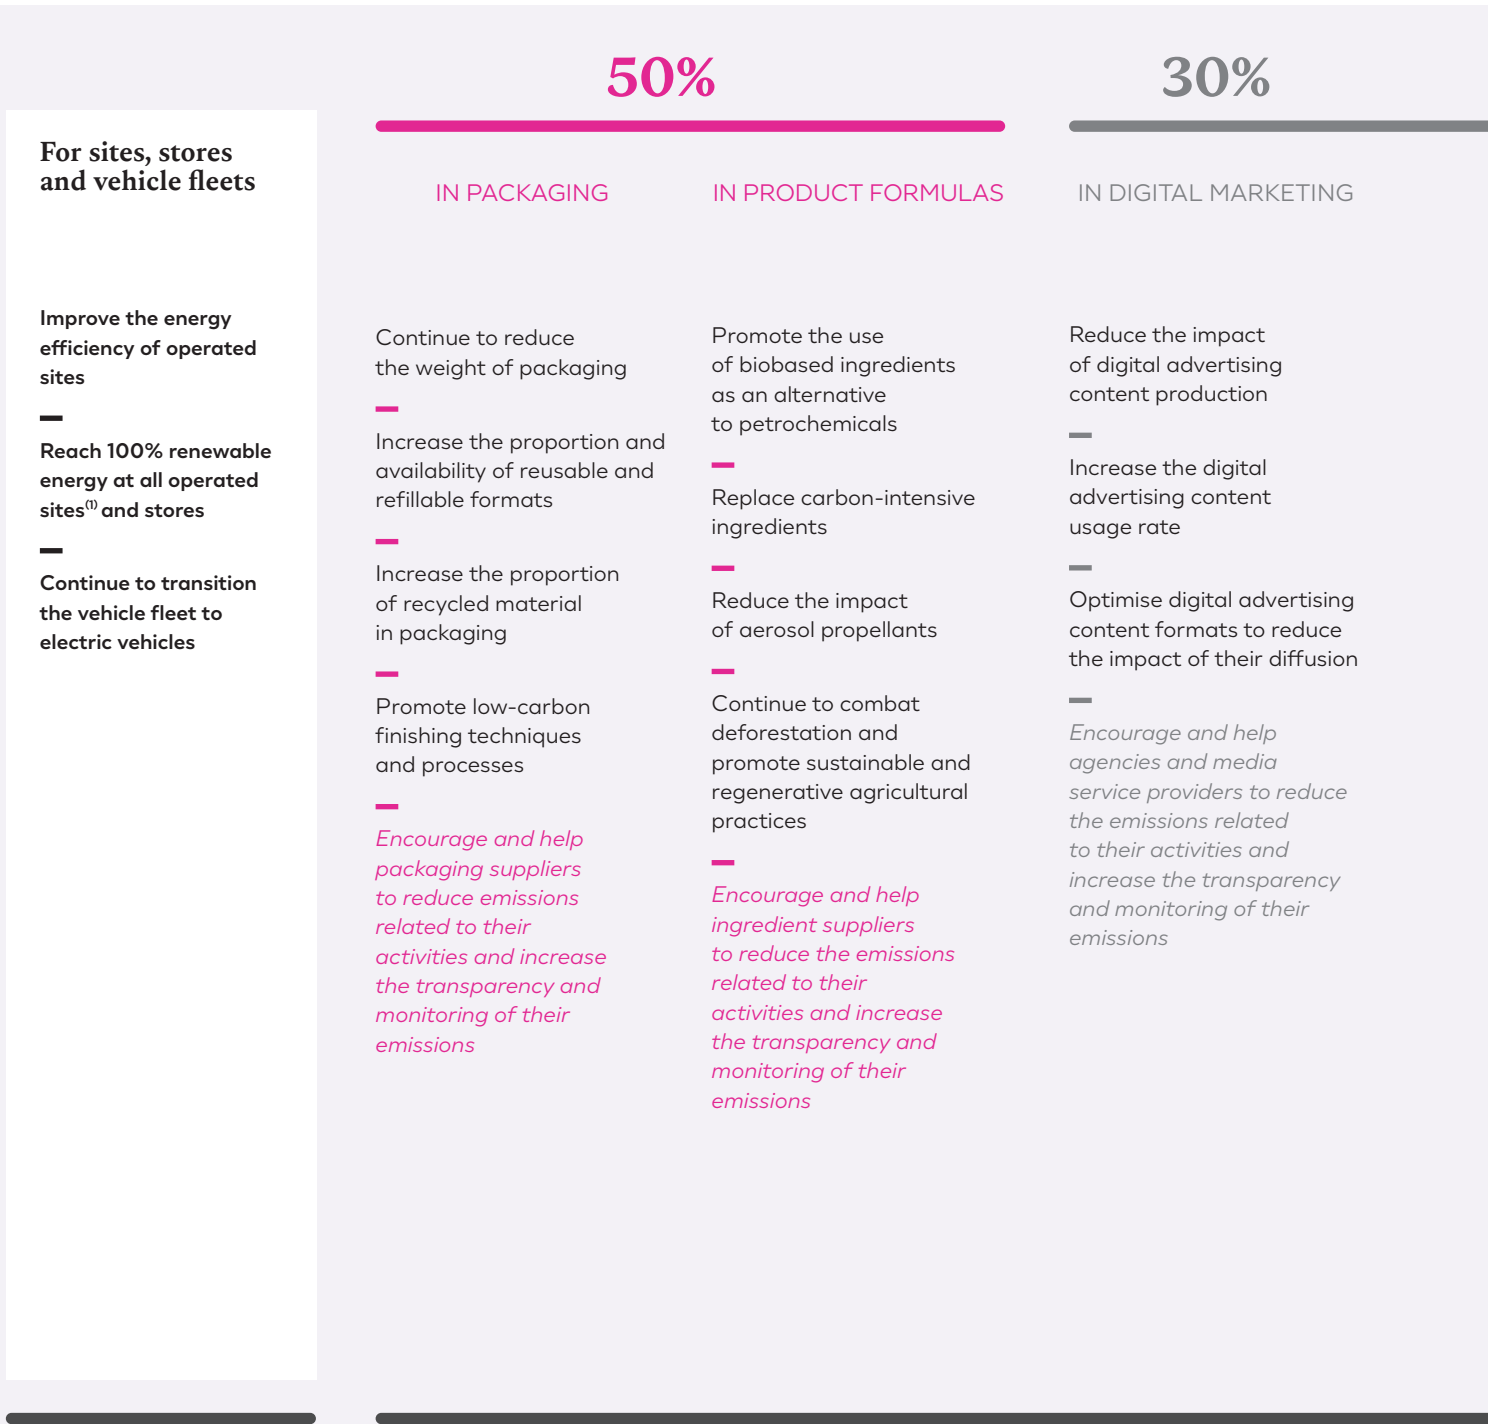 50%
30%
For sites, stores
and vehicle fleets
Improve the energy
efficiency of operated
sites
Reach 100% renewable
energy at all operated
sites(1) and stores
Continue to transition
the vehicle fleet to
electric vehicles
IN PACKAGING
Continue to reduce
the weight of packaging
Increase the proportion and
availability of reusable and
refillable formats
Increase the proportion
of recycled material
in packaging
Promote low-carbon
finishing techniques
and processes
Encourage and help
packaging suppliers
to reduce emissions
related to their
activities and increase
the transparency and
monitoring of their
emissions
IN PRODUCT FORMULAS
Promote the use
of biobased ingredients
as an alternative
to petrochemicals
Replace carbon-intensive
ingredients
Reduce the impact
of aerosol propellants
Continue to combat
deforestation and
promote sustainable and
regenerative agricultural
practices
Encourage and help
ingredient suppliers
to reduce the emissions
related to their
activities and increase
the transparency and
monitoring of their
emissions
IN DIGITAL MARKETING
Reduce the impact
of digital advertising
content production
Increase the digital
advertising content
usage rate
Optimise digital advertising
content formats to reduce
the impact of their diffusion
Encourage and help
agencies and media
service providers to reduce
the emissions related
to their activities and
increase the transparency
and monitoring of their
emissions